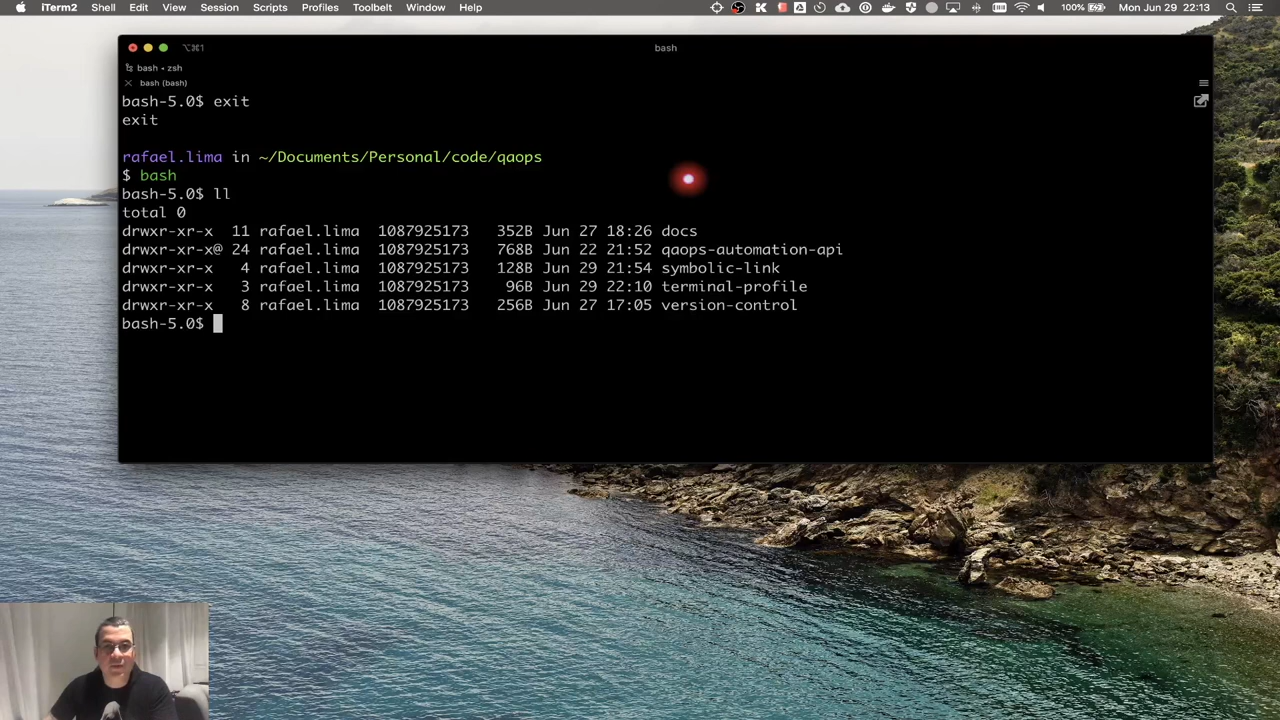 iTerm2 Shell Edit View Session Scripts Profiles Toolbelt Window Help 100% Mon Jun 29 22:13
⌥⌘1 bash
bash • zsh
bash (bash)
bash-5.0$ exit
exit
rafael.lima in ~/Documents/Personal/code/qaops
$ bash
bash-5.0$ ll
total 0
drwxr-xr-x 11 rafael.lima 1087925173 352B Jun 27 18:26 docs
drwxr-xr-x@ 24 rafael.lima 1087925173 768B Jun 22 21:52 qaops-automation-api
drwxr-xr-x 4 rafael.lima 1087925173 128B Jun 29 21:54 symbolic-link
drwxr-xr-x 3 rafael.lima 1087925173 96B Jun 29 22:10 terminal-profile
drwxr-xr-x 8 rafael.lima 1087925173 256B Jun 27 17:05 version-control
bash-5.0$